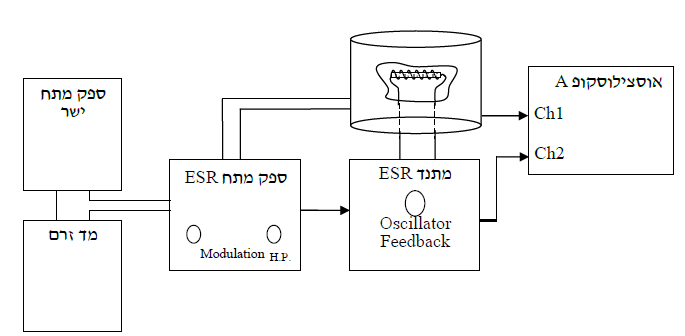 ספק מתח
ישר
מד זרם
ספק מתח ESR
Modulation H.P.
מתנד ESR
Oscillator
Feedback
אוסצילוסקופ A
Ch1
Ch2